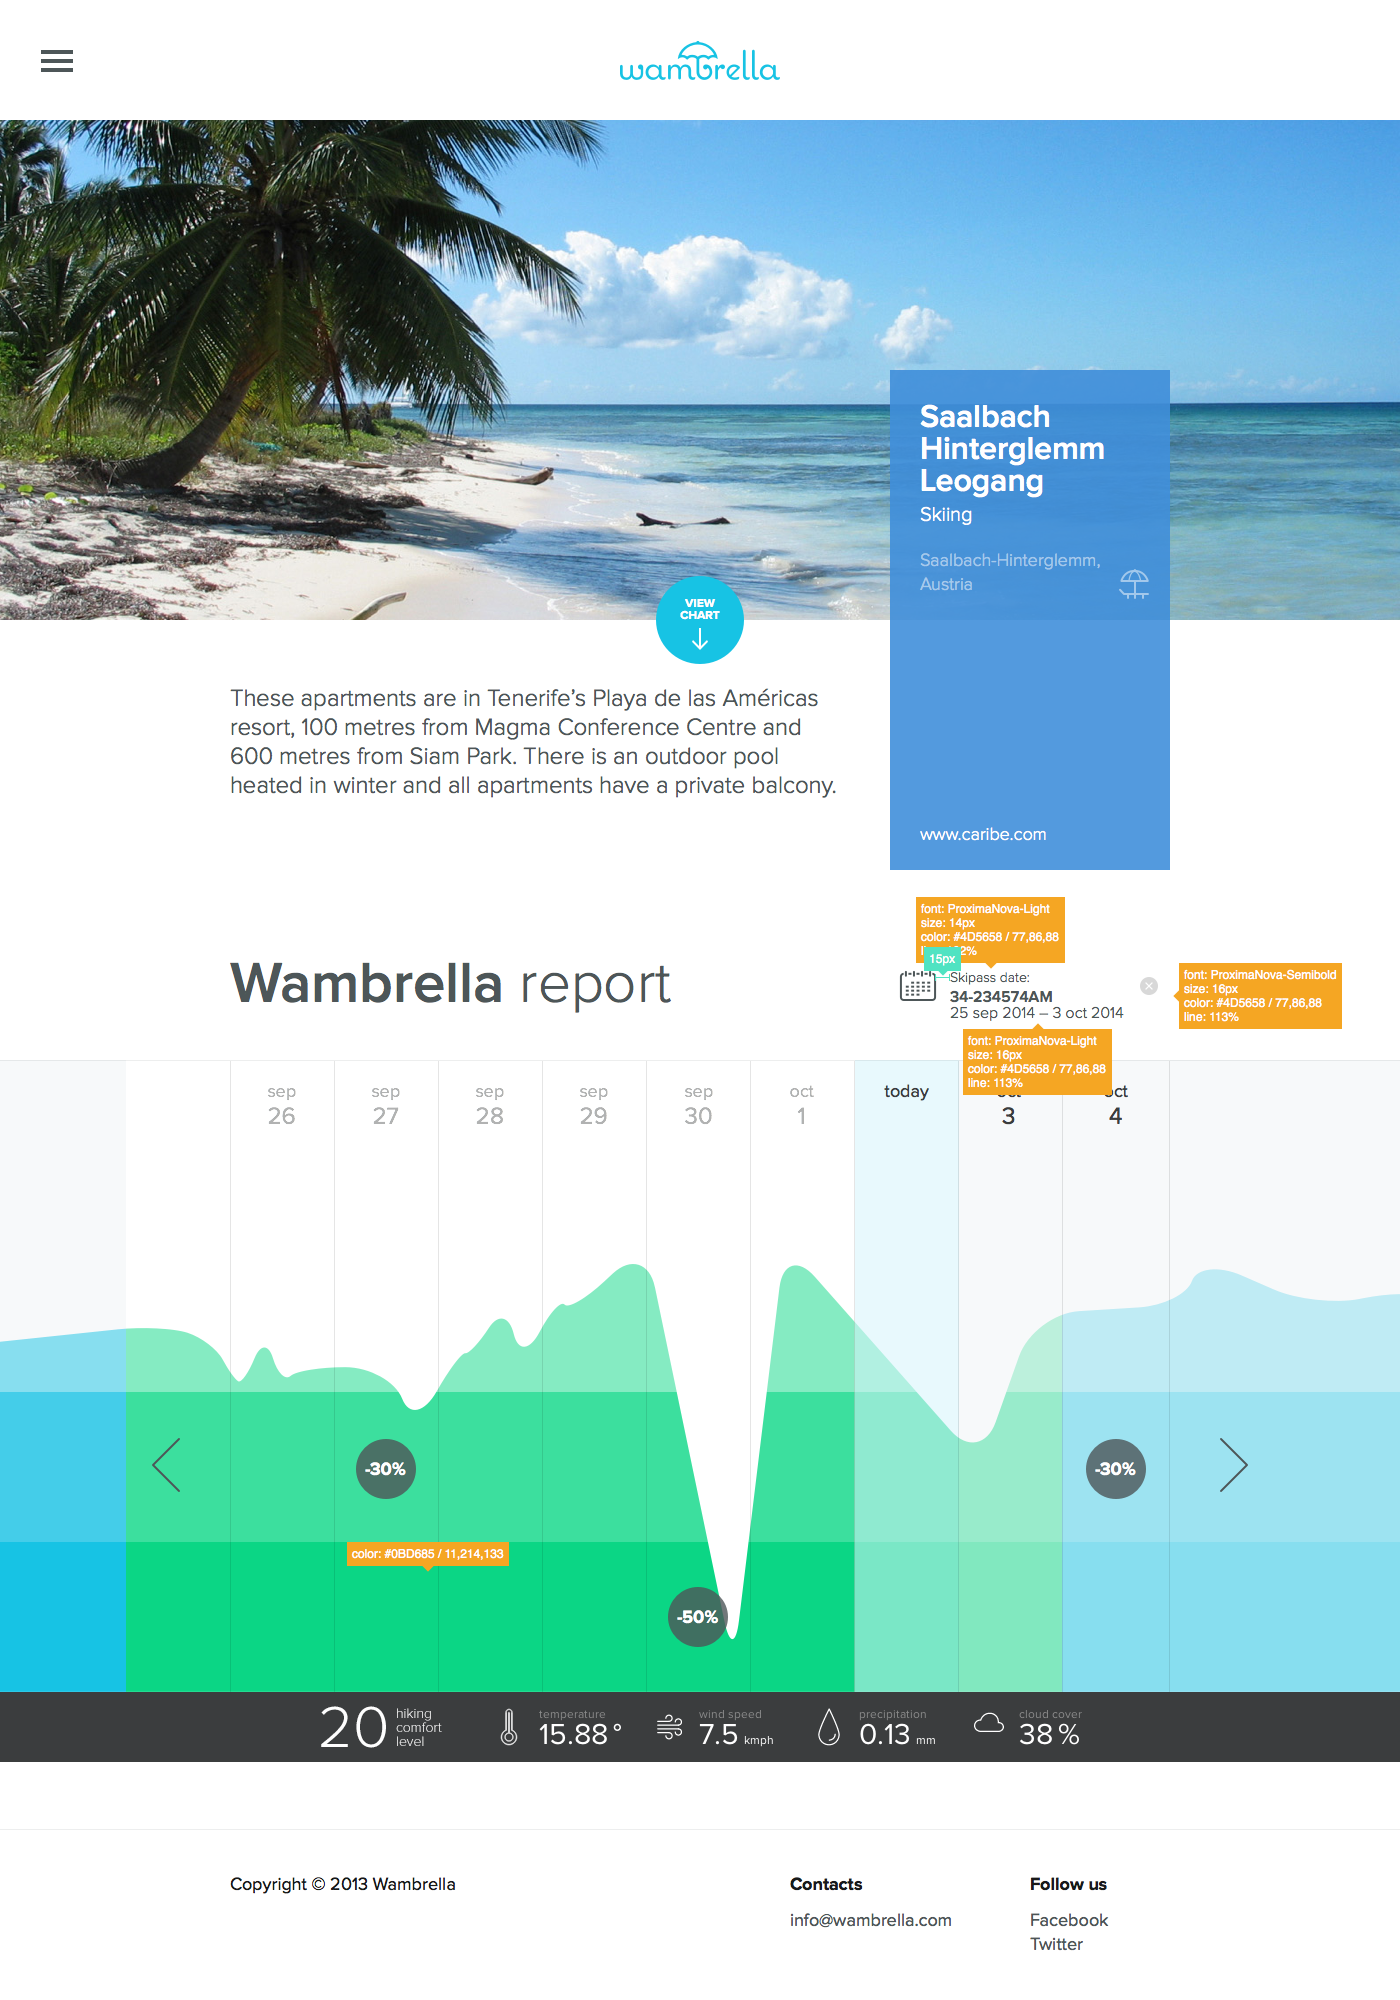 wambrella
Saalbach
Hinterglemm
Leogang
Skiing
Saalbach-Hinterglemm,
Austria
VIEW
CHART
These apartments are in Tenerife’s Playa de las Américas
resort, 100 metres from Magma Conference Centre and
600 metres from Siam Park. There is an outdoor pool
heated in winter and all apartments have a private balcony.
www.caribe.com
font: ProximaNova-Light
size: 14px
color: #4D5658 / 77,86,88
15px
Wambrella report
Skipass date:
34-234574AM
25 sep 2014 – 3 oct 2014
font: ProximaNova-Semibold
size: 16px
color: #4D5658 / 77,86,88
line: 113%
font: ProximaNova-Light
size: 16px
color: #4D5658 / 77,86,88
line: 113%
sep
26
sep
27
sep
28
sep
29
sep
30
oct
1
today
3
oct
4
-30%
-30%
color: #0BD685 / 11,214,133
-50%
20 hiking
comfort
level
temperature
15.88 °
wind speed
7.5 kmph
precipitation
0.13 mm
cloud cover
38 %
Copyright © 2013 Wambrella
Contacts
info@wambrella.com
Follow us
Facebook
Twitter